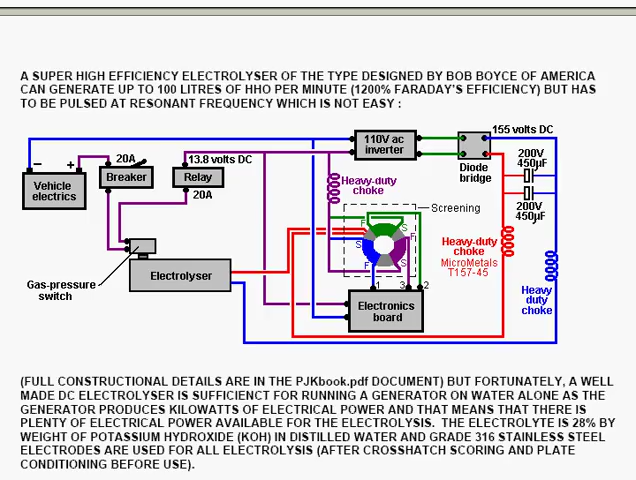 A SUPER HIGH EFFICIENCY ELECTROLYSER OF THE TYPE DESIGNED BY BOB BOYCE OF AMERICA
CAN GENERATE UP TO 100 LITRES OF HHO PER MINUTE (1200% FARADAY'S EFFICIENCY) BUT HAS
TO BE PULSED AT RESONANT FREQUENCY WHICH IS NOT EASY :
110V ac
inverter
155 volts DC
200V
450µF
Diode
bridge
200V
450µF
–
+
20A
13.8 volts DC
Vehicle
electrics
Breaker
Relay
20A
Heavy-duty
choke
Screening
F
S
S
F
F
S
Heavy-duty
choke
MicroMetals
T157-45
Gas-pressure
switch
Electrolyser
1
3
2
Electronics
board
Heavy
duty
choke
(FULL CONSTRUCTIONAL DETAILS ARE IN THE PJKbook.pdf DOCUMENT) BUT FORTUNATELY, A WELL
MADE DC ELECTROLYSER IS SUFFICIENCT FOR RUNNING A GENERATOR ON WATER ALONE AS THE
GENERATOR PRODUCES KILOWATTS OF ELECTRICAL POWER AND THAT MEANS THAT THERE IS
PLENTY OF ELECTRICAL POWER AVAILABLE FOR THE ELECTROLYSIS.  THE ELECTROLYTE IS 28% BY
WEIGHT OF POTASSIUM HYDROXIDE (KOH) IN DISTILLED WATER AND GRADE 316 STAINLESS STEEL
ELECTRODES ARE USED FOR ALL ELECTROLYSIS (AFTER CROSSHATCH SCORING AND PLATE
CONDITIONING BEFORE USE).